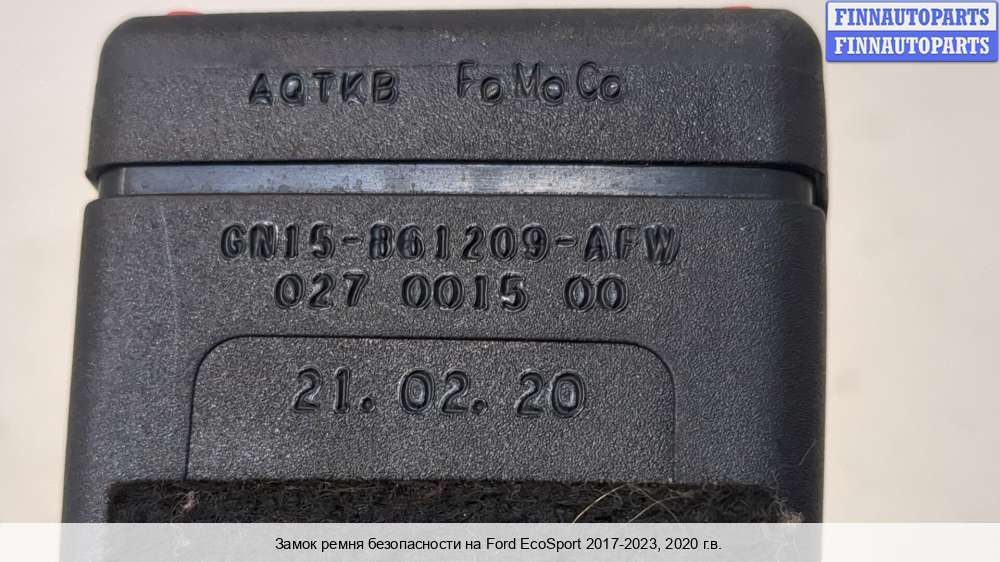 FINNAUTOPARTS
FINNAUTOPARTS
AQTKB FoMoCo
GN15-861209-AFW
027 0015 00
21. 02. 20
Замок ремня безопасности на Ford EcoSport 2017-2023, 2020 г.в.